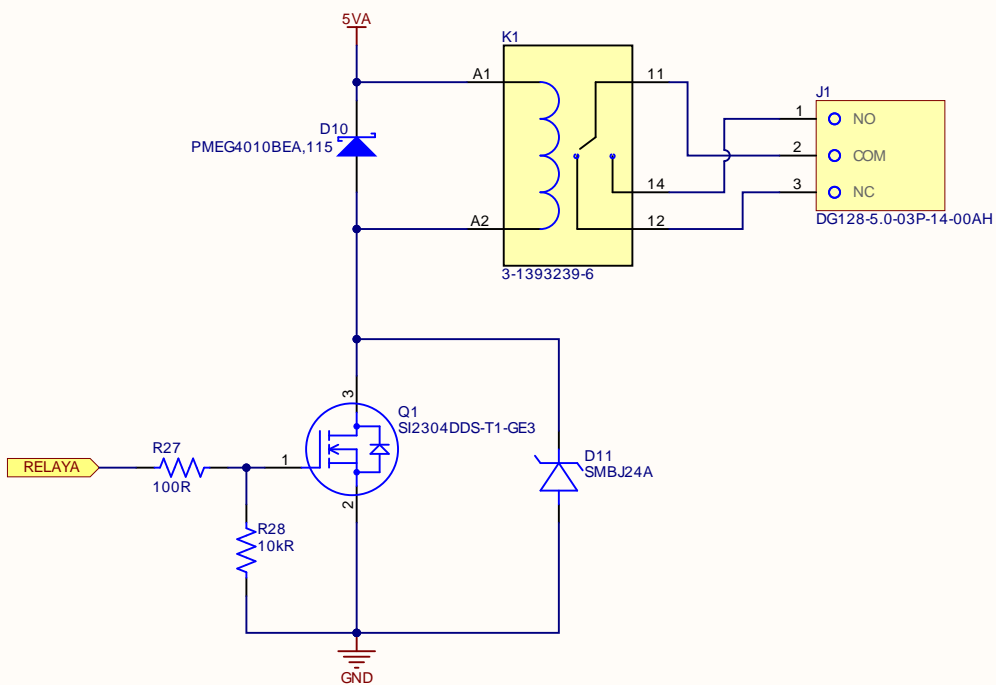 5VA
K1
A1
11
J1
1
NO
D10
PMEG4010BEA,115
2
COM
14
3
NC
A2
12
DG128-5.0-03P-14-00AH
3-1393239-6
3
Q1
SI2304DDS-T1-GE3
R27
RELAYA
1
D11
SMBJ24A
100R
2
R28
10kR
GND